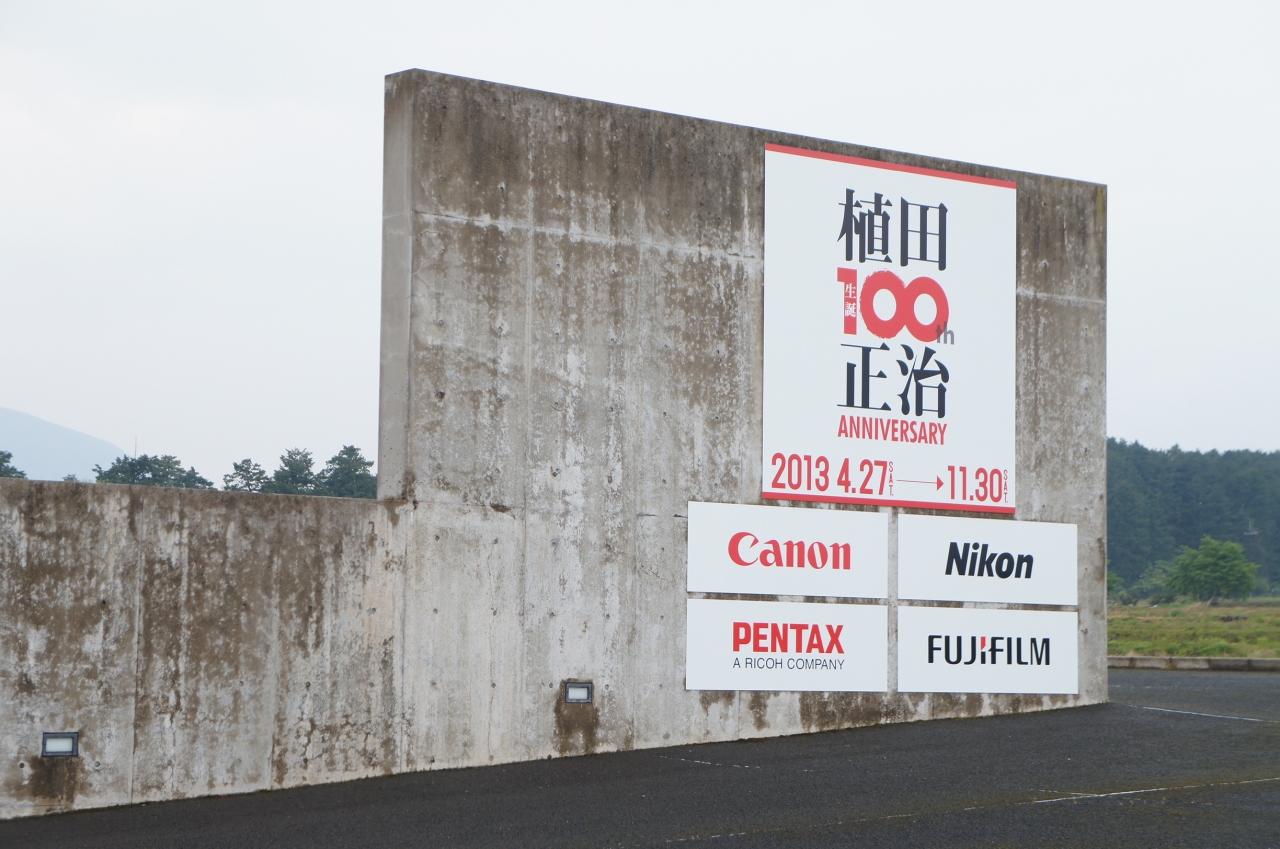 植田
生誕
100th
正治
ANNIVERSARY
2013 4.27 SAT. → 11.30 SAT.
Canon
Nikon
PENTAX
A RICOH COMPANY
FUJIFILM